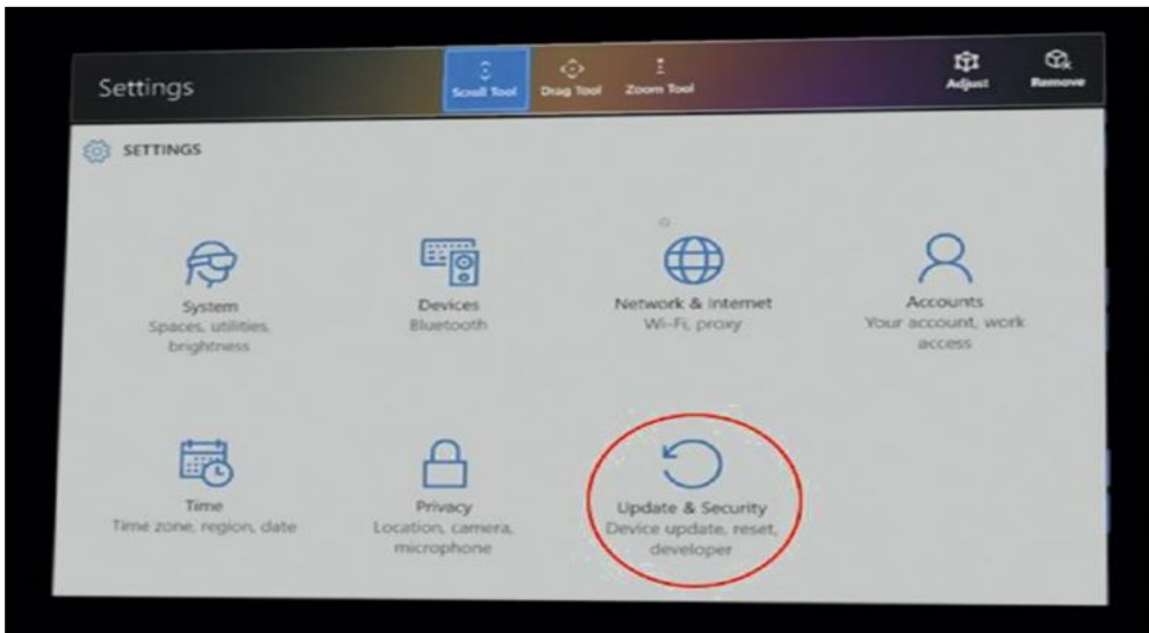 Settings
Scroll Tool
Drag Tool
Zoom Tool
Adjust
Remove
SETTINGS
System
Spaces, utilities,
brightness
Devices
Bluetooth
Network & Internet
Wi-Fi, proxy
Accounts
Your account, work
access
Time
Time zone, region, date
Privacy
Location, camera,
microphone
Update & Security
Device update, reset,
developer